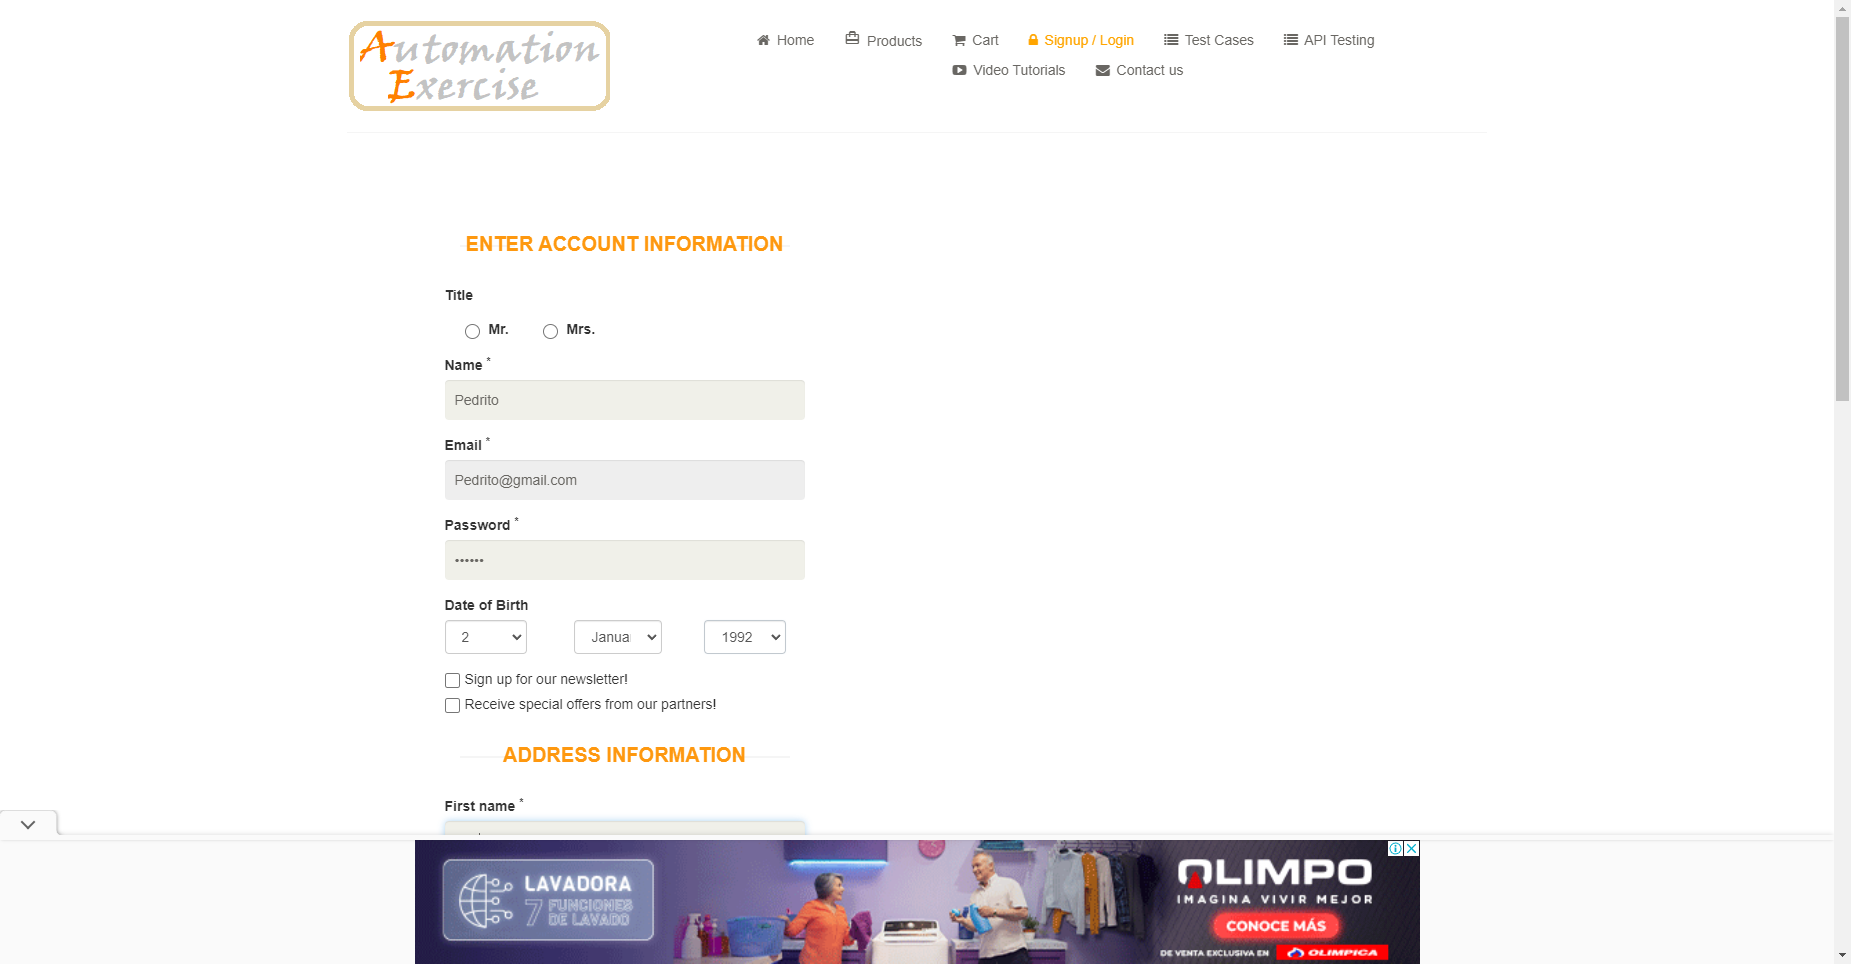 Automation
Exercise
Home
Products
Cart
Signup / Login
Test Cases
API Testing
Video Tutorials
Contact us
ENTER ACCOUNT INFORMATION
Title
Mr.
Mrs.
Name *
Pedrito
Email *
Pedrito@gmail.com
Password *
••••••
Date of Birth
2
Janua
1992
Sign up for our newsletter!
Receive special offers from our partners!
ADDRESS INFORMATION
First name *
LAVADORA
7 FUNCIONES
DE LAVADO
OLIMPO
IMAGINA VIVIR MEJOR
CONOCE MÁS
DE VENTA EXCLUSIVA EN OLIMPICA